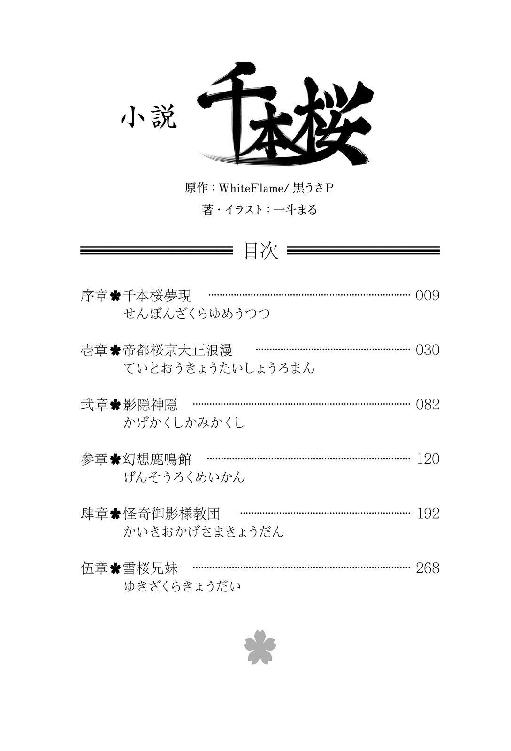 小説 千本桜
原作：WhiteFlame/黒うさP
著・イラスト：一斗まる
目次
序章✽千本桜夢現 …… 009
せんぼんざくらゆめうつつ
壱章✽帝都桜京大正浪漫 …… 030
ていとおうきょうたいしょうろまん
弐章✽影隠神隠 …… 082
かげかくしかみかくし
参章✽幻想鹿鳴館 …… 120
げんそうろくめいかん
肆章✽怪奇御影様教団 …… 192
かいきおかげさまきょうだん
伍章✽雪桜兄妹 …… 268
ゆきざくらきょうだい